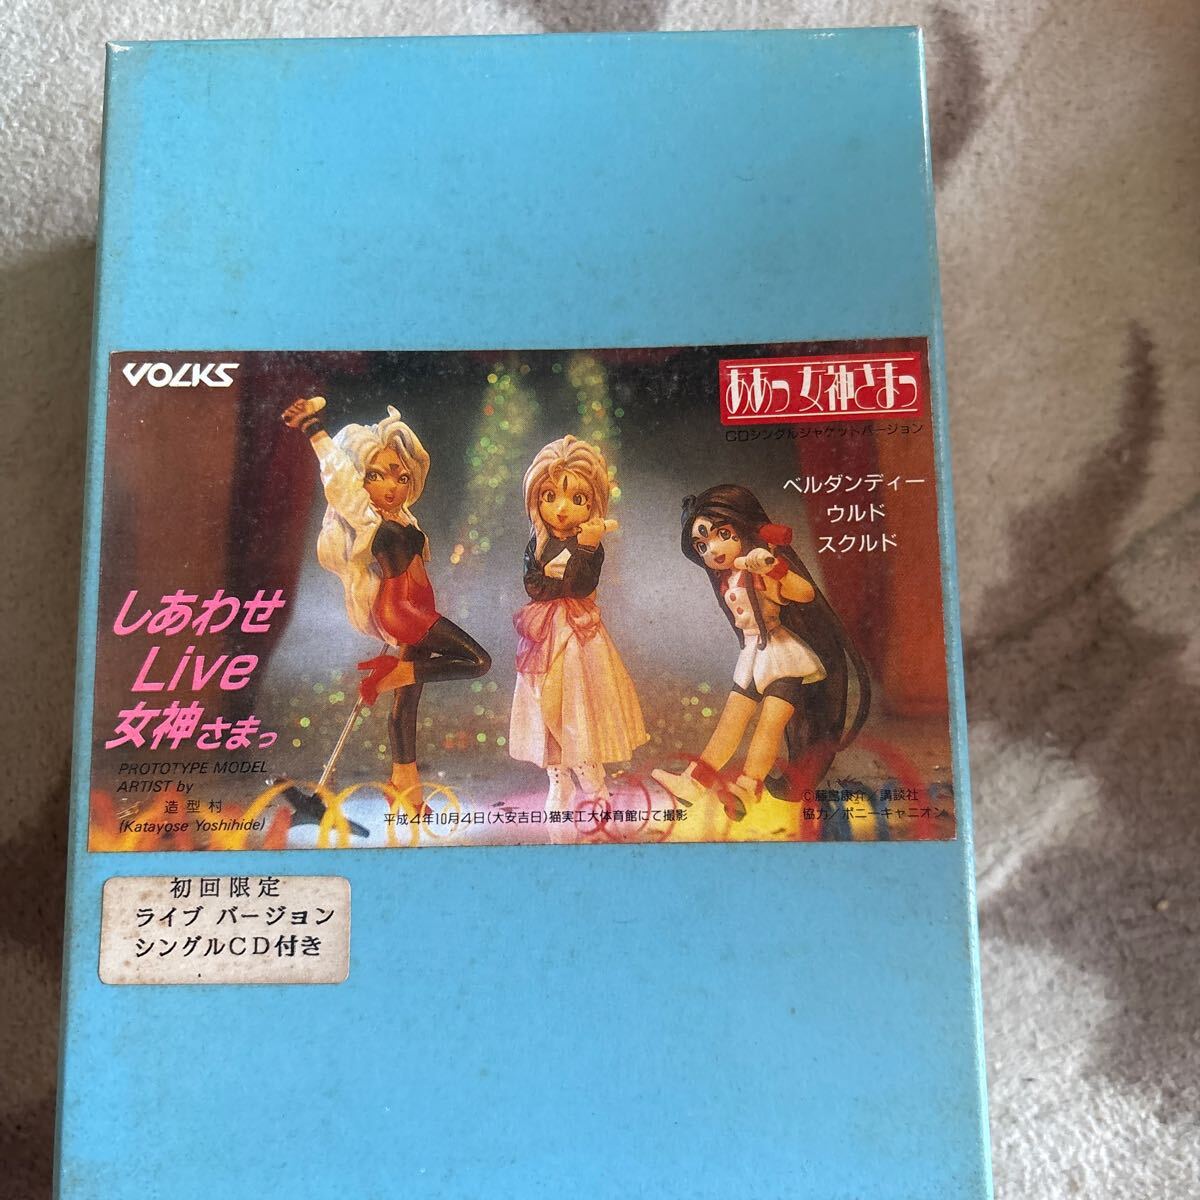 VOLKS
ああっ女神さまっ
CDシングルジャケットバージョン
ベルダンディー
ウルド
スクルド
しあわせ
Live
女神さまっ
PROTOTYPE MODEL
ARTIST by
造型村
(Katayose Yoshihide)
平成4年10月4日(大安吉日)猫実工大体育館にて撮影
©藤島康介/講談社
協力/ポニーキャニオン
初回限定
ライブ バージョン
シングルCD付き